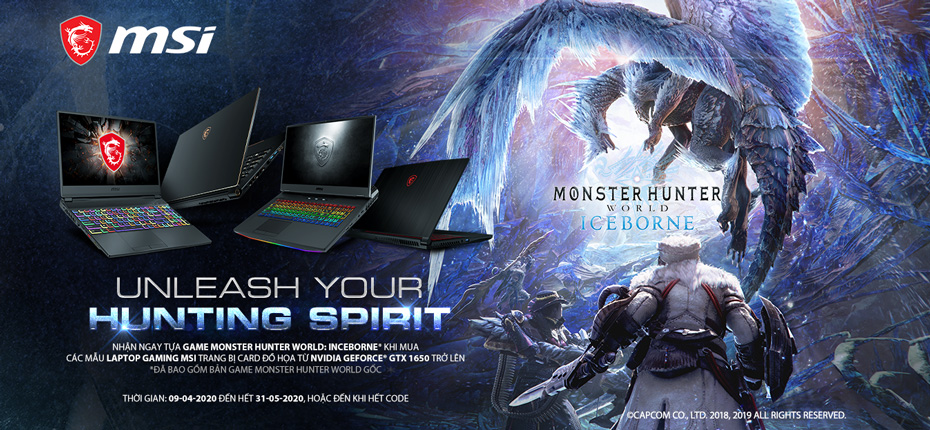 msi
MONSTER HUNTER
WORLD
ICEBORNE
UNLEASH YOUR
HUNTING SPIRIT
NHẬN NGAY TỰA GAME MONSTER HUNTER WORLD: INCEBORNE* KHI MUA
CÁC MẪU LAPTOP GAMING MSI TRANG BỊ CARD ĐỒ HỌA TỪ NVIDIA GEFORCE® GTX 1650 TRỞ LÊN
*ĐÃ BAO GỒM BẢN GAME MONSTER HUNTER WORLD GỐC
THỜI GIAN: 09-04-2020 ĐẾN HẾT 31-05-2020, HOẶC ĐẾN KHI HẾT CODE
©CAPCOM CO., LTD. 2018, 2019 ALL RIGHTS RESERVED.